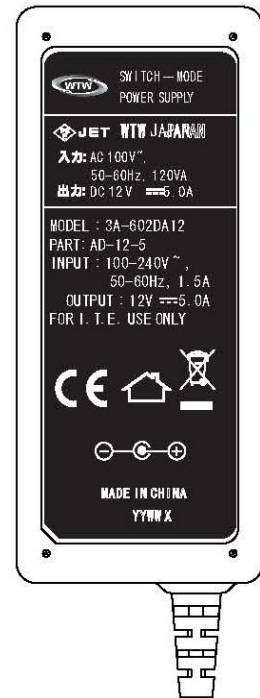 WTW
SWITCH-MODE
POWER SUPPLY
JET WTW JAPARAN
入力: AC 100V~,
50-60Hz, 120VA
出力: DC 12V ⎓5.0A
MODEL : 3A-602DA12
PART: AD-12-5
INPUT : 100-240V~,
50-60Hz, 1.5A
OUTPUT : 12V ⎓5.0A
FOR I.T.E. USE ONLY
CE
MADE IN CHINA
YYWW X